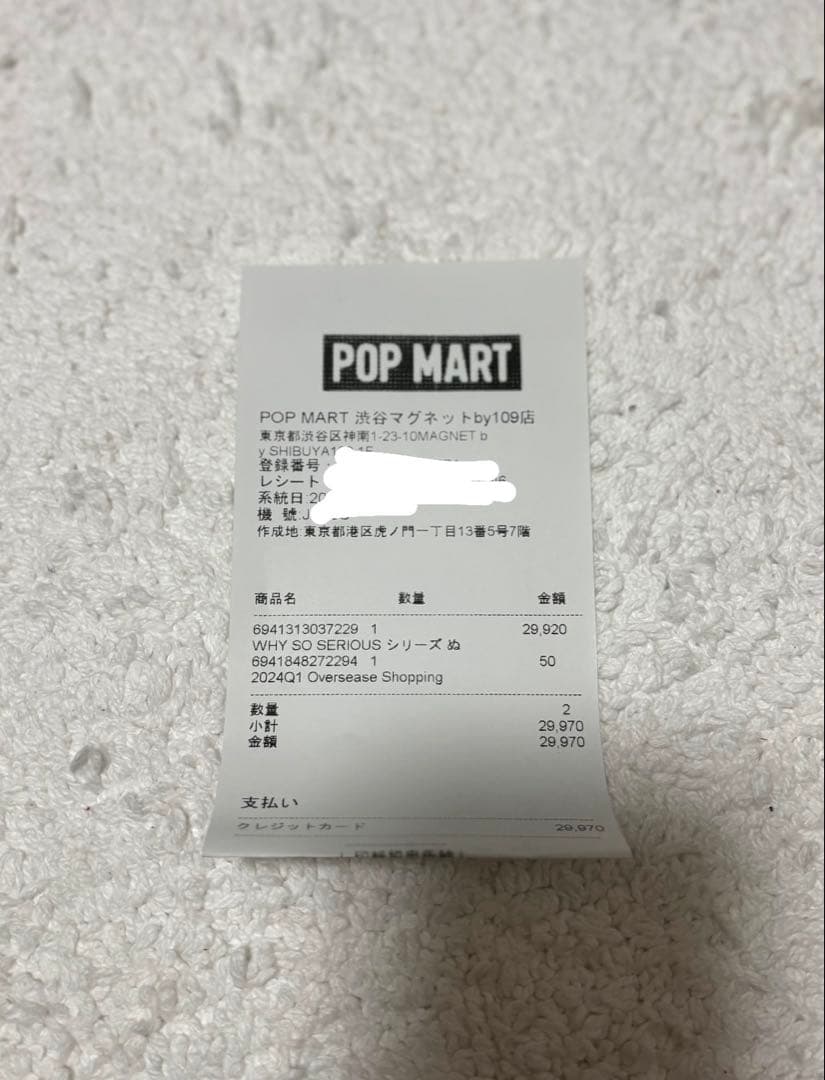 POP MART
POP MART 渋谷マグネットby109店
東京都渋谷区神南1-23-10MAGNET b
y SHIBUYA
登録番号:
レシート
系統日:20
機 號:J
作成地:東京都港区虎ノ門一丁目13番5号7階
商品名 数量 金額
6941313037229 1 29,920
WHY SO SERIOUS シリーズ ぬ
6941848272294 1 50
2024Q1 Oversease Shopping
数量 2
小計 29,970
金額 29,970
支払い
クレジットカード 29,970